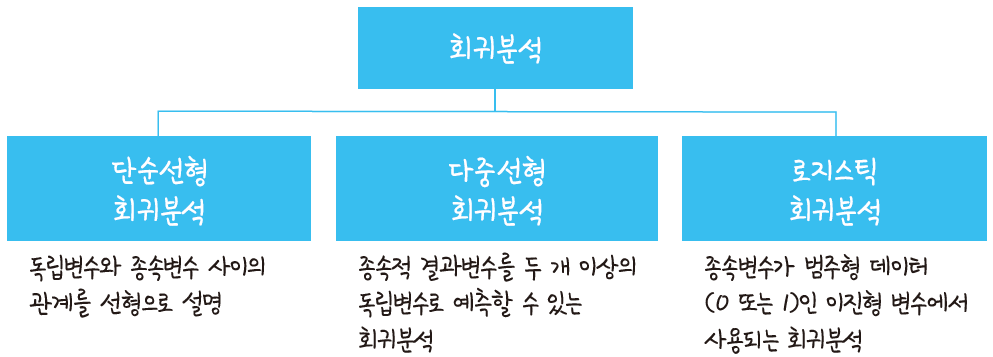 회귀분석
단순선형
회귀분석
독립변수와 종속변수 사이의
관계를 선형으로 설명
다중선형
회귀분석
종속적 결과변수를 두 개 이상의
독립변수로 예측할 수 있는
회귀분석
로지스틱
회귀분석
종속변수가 범주형 데이터
(0 또는 1)인 이진형 변수에서
사용되는 회귀분석